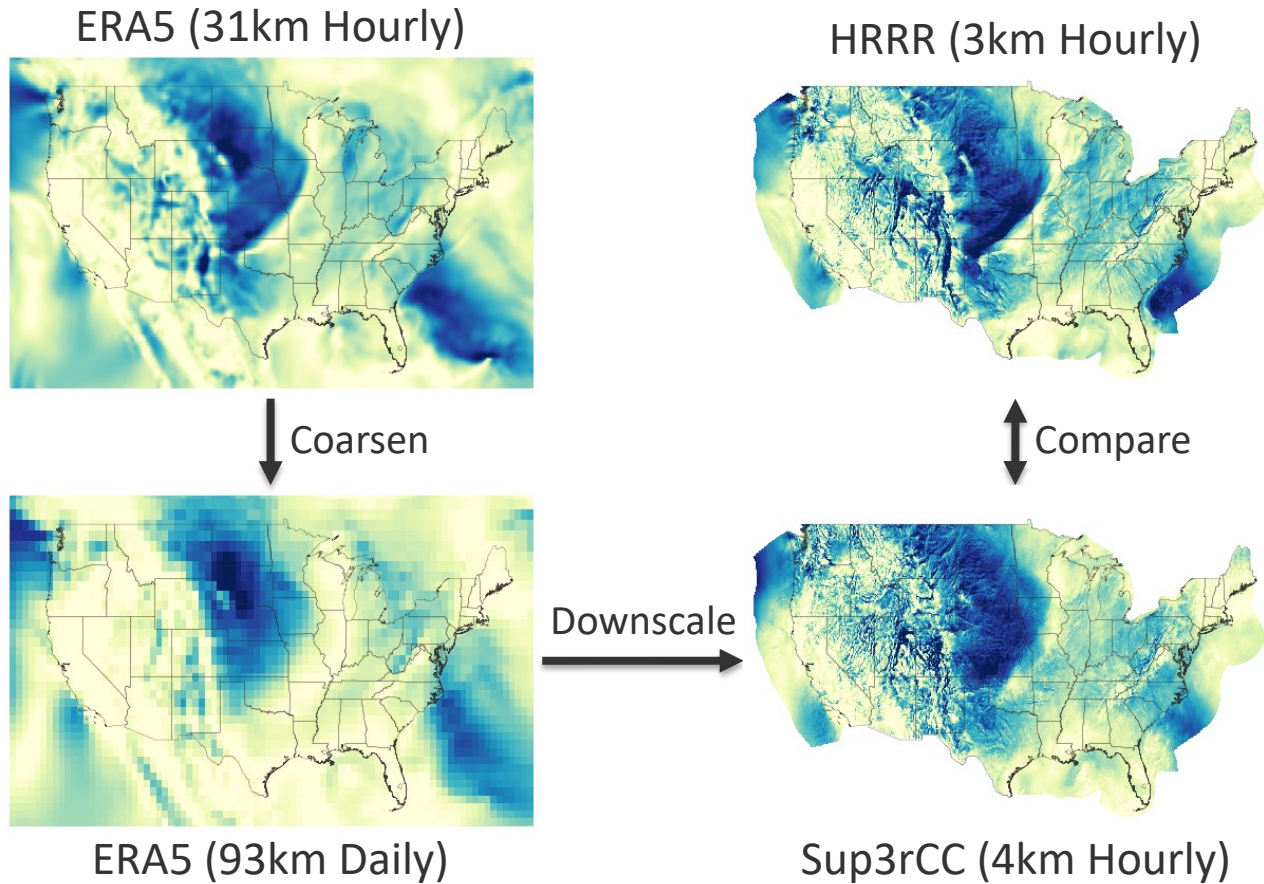 ERA5 (31km Hourly)
HRRR (3km Hourly)
Coarsen
Compare
Downscale
ERA5 (93km Daily)
Sup3rCC (4km Hourly)